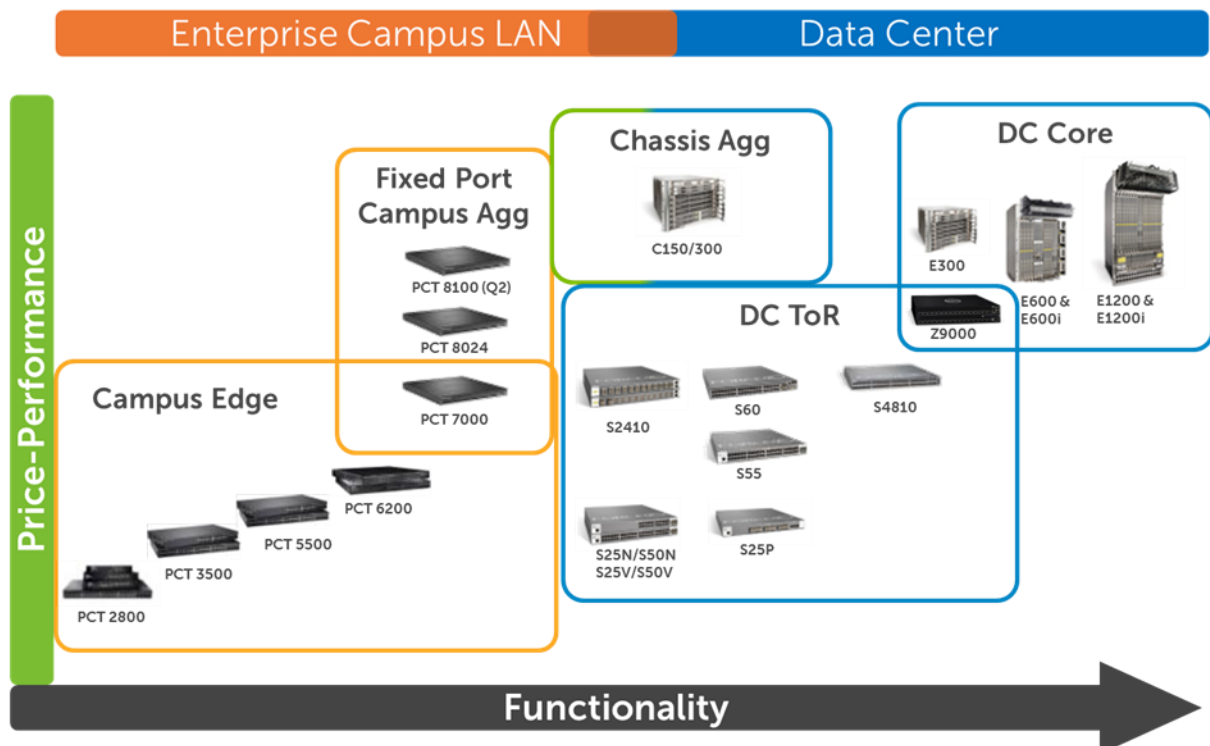 Enterprise Campus LAN
Data Center
Price-Performance
Chassis Agg
C150/300
DC Core
E300
E600 &
E600i
E1200 &
E1200i
Z9000
Fixed Port
Campus Agg
PCT 8100 (Q2)
PCT 8024
PCT 7000
DC ToR
S2410
S60
S4810
S55
S25N/S50N
S25V/S50V
S25P
Campus Edge
PCT 6200
PCT 5500
PCT 3500
PCT 2800
Functionality